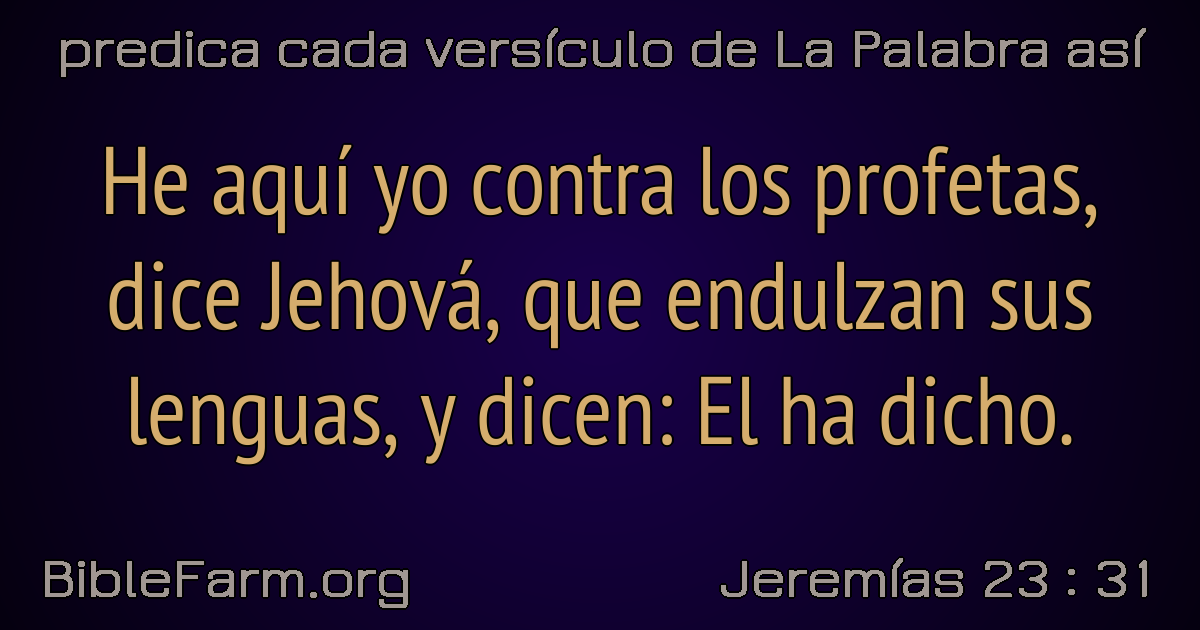 predica cada versículo de La Palabra así
He aquí yo contra los profetas,
dice Jehová, que endulzan sus
lenguas, y dicen: El ha dicho.
BibleFarm.org
Jeremías 23 : 31